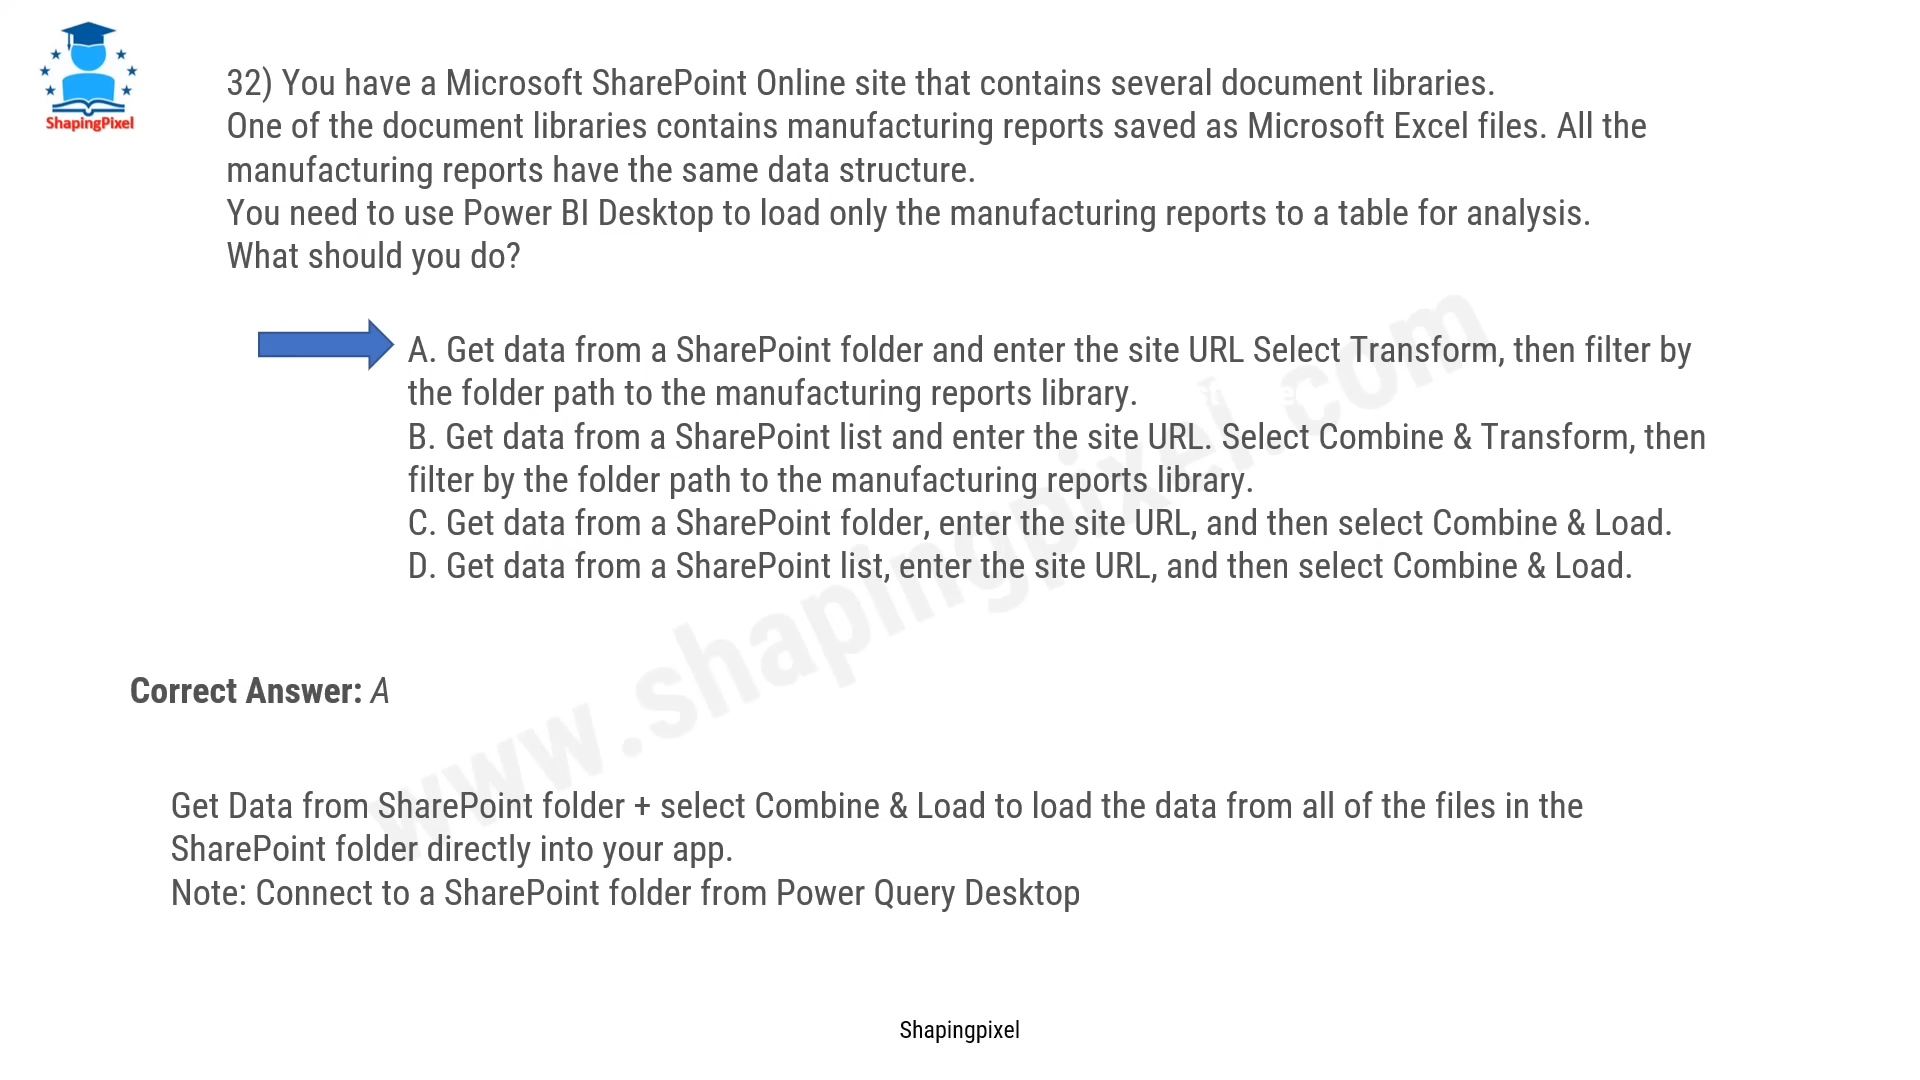 ShapingPixel
32) You have a Microsoft SharePoint Online site that contains several document libraries.
One of the document libraries contains manufacturing reports saved as Microsoft Excel files. All the
manufacturing reports have the same data structure.
You need to use Power BI Desktop to load only the manufacturing reports to a table for analysis.
What should you do?
A. Get data from a SharePoint folder and enter the site URL Select Transform, then filter by
the folder path to the manufacturing reports library.
B. Get data from a SharePoint list and enter the site URL. Select Combine & Transform, then
filter by the folder path to the manufacturing reports library.
C. Get data from a SharePoint folder, enter the site URL, and then select Combine & Load.
D. Get data from a SharePoint list, enter the site URL, and then select Combine & Load.
www.shapingpixel.com
Correct Answer: A
Get Data from SharePoint folder + select Combine & Load to load the data from all of the files in the
SharePoint folder directly into your app.
Note: Connect to a SharePoint folder from Power Query Desktop
Shapingpixel